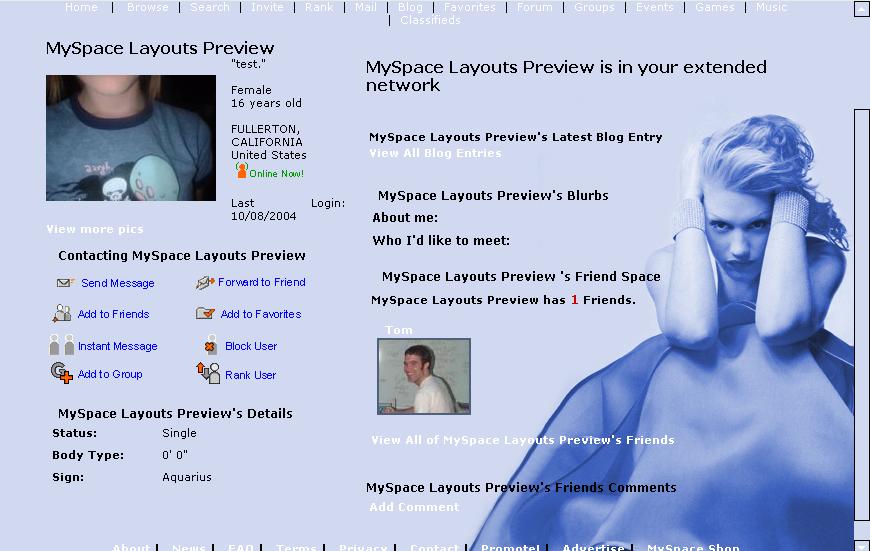 Home | Browse | Search | Invite | Rank | Mail | Blog | Favorites | Forum | Groups | Events | Games | Music
| Classifieds
MySpace Layouts Preview
"test."
Female
16 years old
FULLERTON,
CALIFORNIA
United States
Online Now!
Last Login:
10/08/2004
View more pics
Contacting MySpace Layouts Preview
Send Message Forward to Friend
Add to Friends Add to Favorites
Instant Message Block User
Add to Group Rank User
MySpace Layouts Preview's Details
Status: Single
Body Type: 0' 0"
Sign: Aquarius
MySpace Layouts Preview is in your extended
network
MySpace Layouts Preview's Latest Blog Entry
View All Blog Entries
MySpace Layouts Preview's Blurbs
About me:
Who I'd like to meet:
MySpace Layouts Preview 's Friend Space
MySpace Layouts Preview has 1 Friends.
Tom
View All of MySpace Layouts Preview's Friends
MySpace Layouts Preview's Friends Comments
Add Comment
About | News | FAQ | Terms | Privacy | Contact | Promote! | Advertise | MySpace Shop